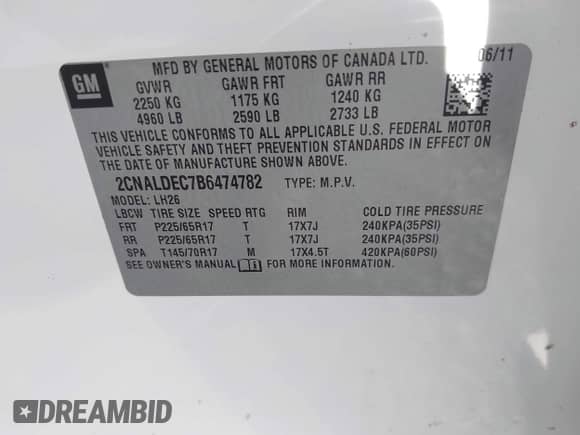 GM
MFD BY GENERAL MOTORS OF CANADA LTD. 06/11
GVWR GAWR FRT GAWR RR
2250 KG 1175 KG 1240 KG
4960 LB 2590 LB 2733 LB
THIS VEHICLE CONFORMS TO ALL APPLICABLE U.S. FEDERAL MOTOR
VEHICLE SAFETY AND THEFT PREVENTION STANDARDS IN EFFECT ON
THE DATE OF MANUFACTURE SHOWN ABOVE.
2CNALDEC7B6474782 TYPE: M.P.V.
MODEL: LH26
LBCW TIRE SIZE SPEED RTG RIM COLD TIRE PRESSURE
FRT P225/65R17 T 17X7J 240KPA(35PSI)
RR P225/65R17 T 17X7J 240KPA(35PSI)
SPA T145/70R17 M 17X4.5T 420KPA(60PSI)
SEE OWNER'S MANUAL FOR MORE INFORMATION.
DREAMBID